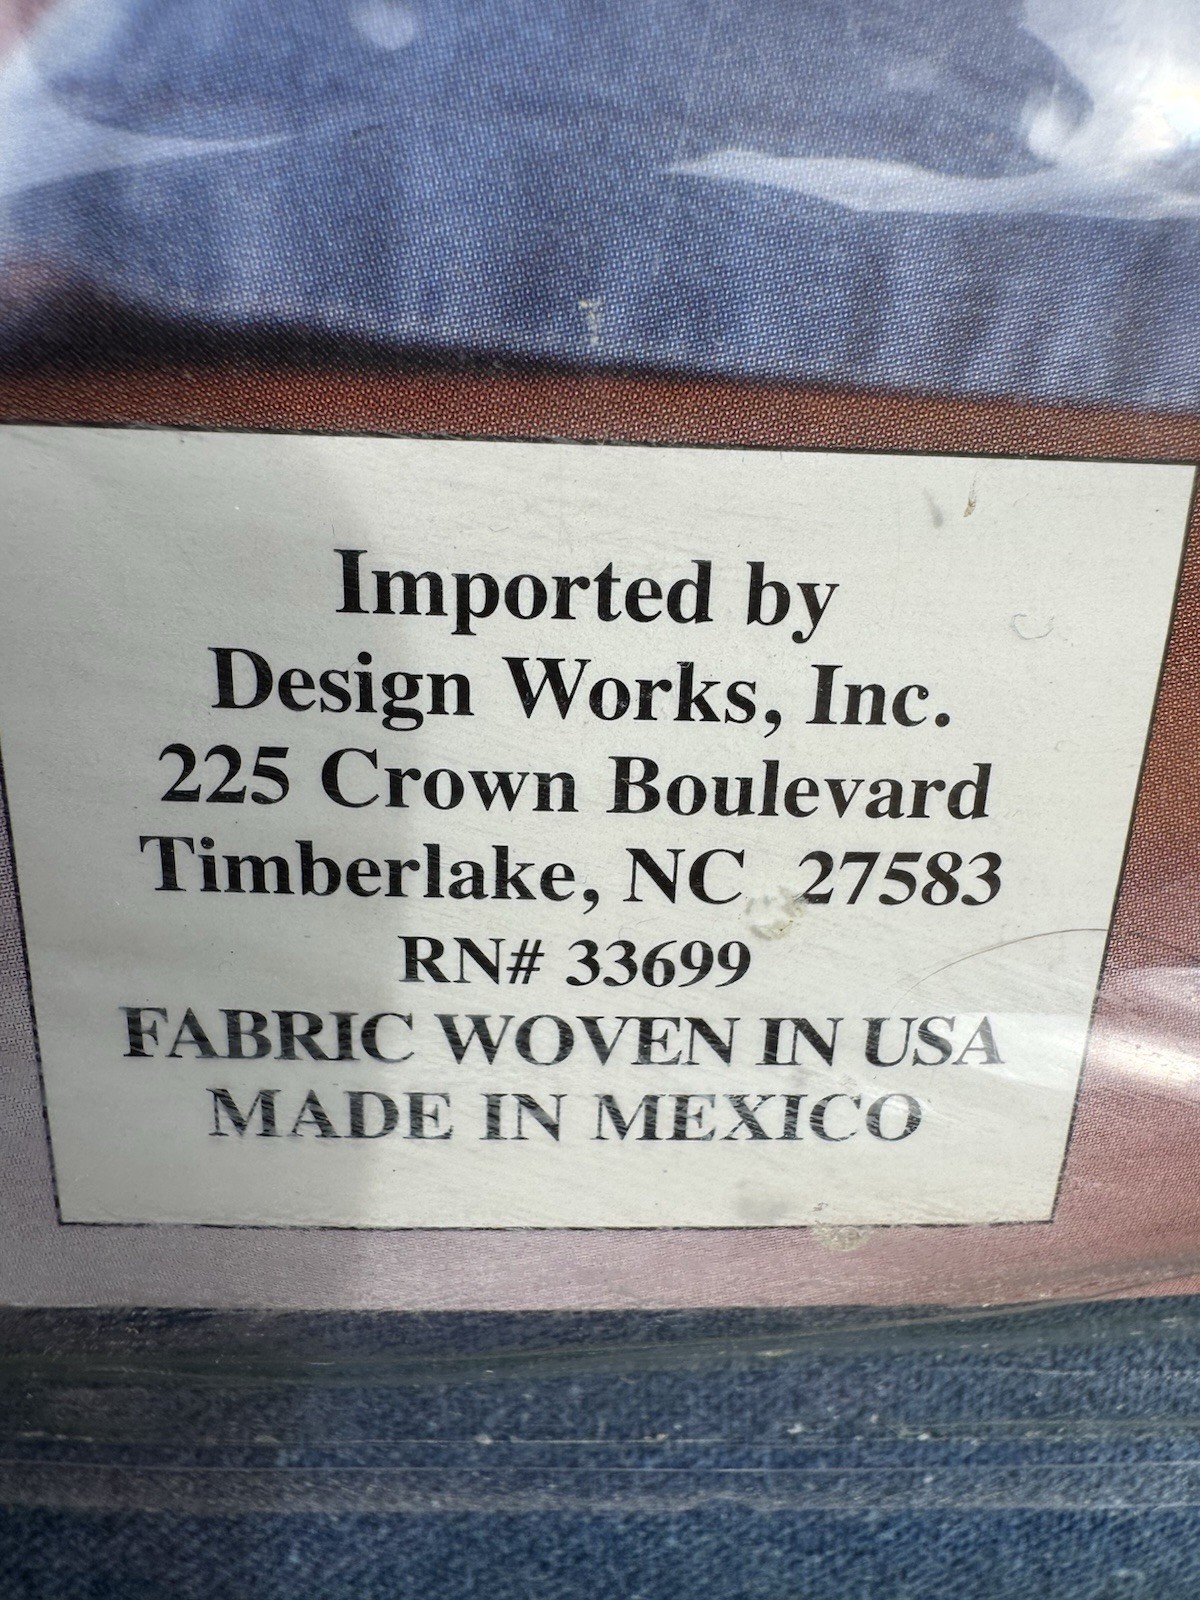 Imported by
Design Works, Inc.
225 Crown Boulevard
Timberlake, NC 27583
RN# 33699
FABRIC WOVEN IN USA
MADE IN MEXICO